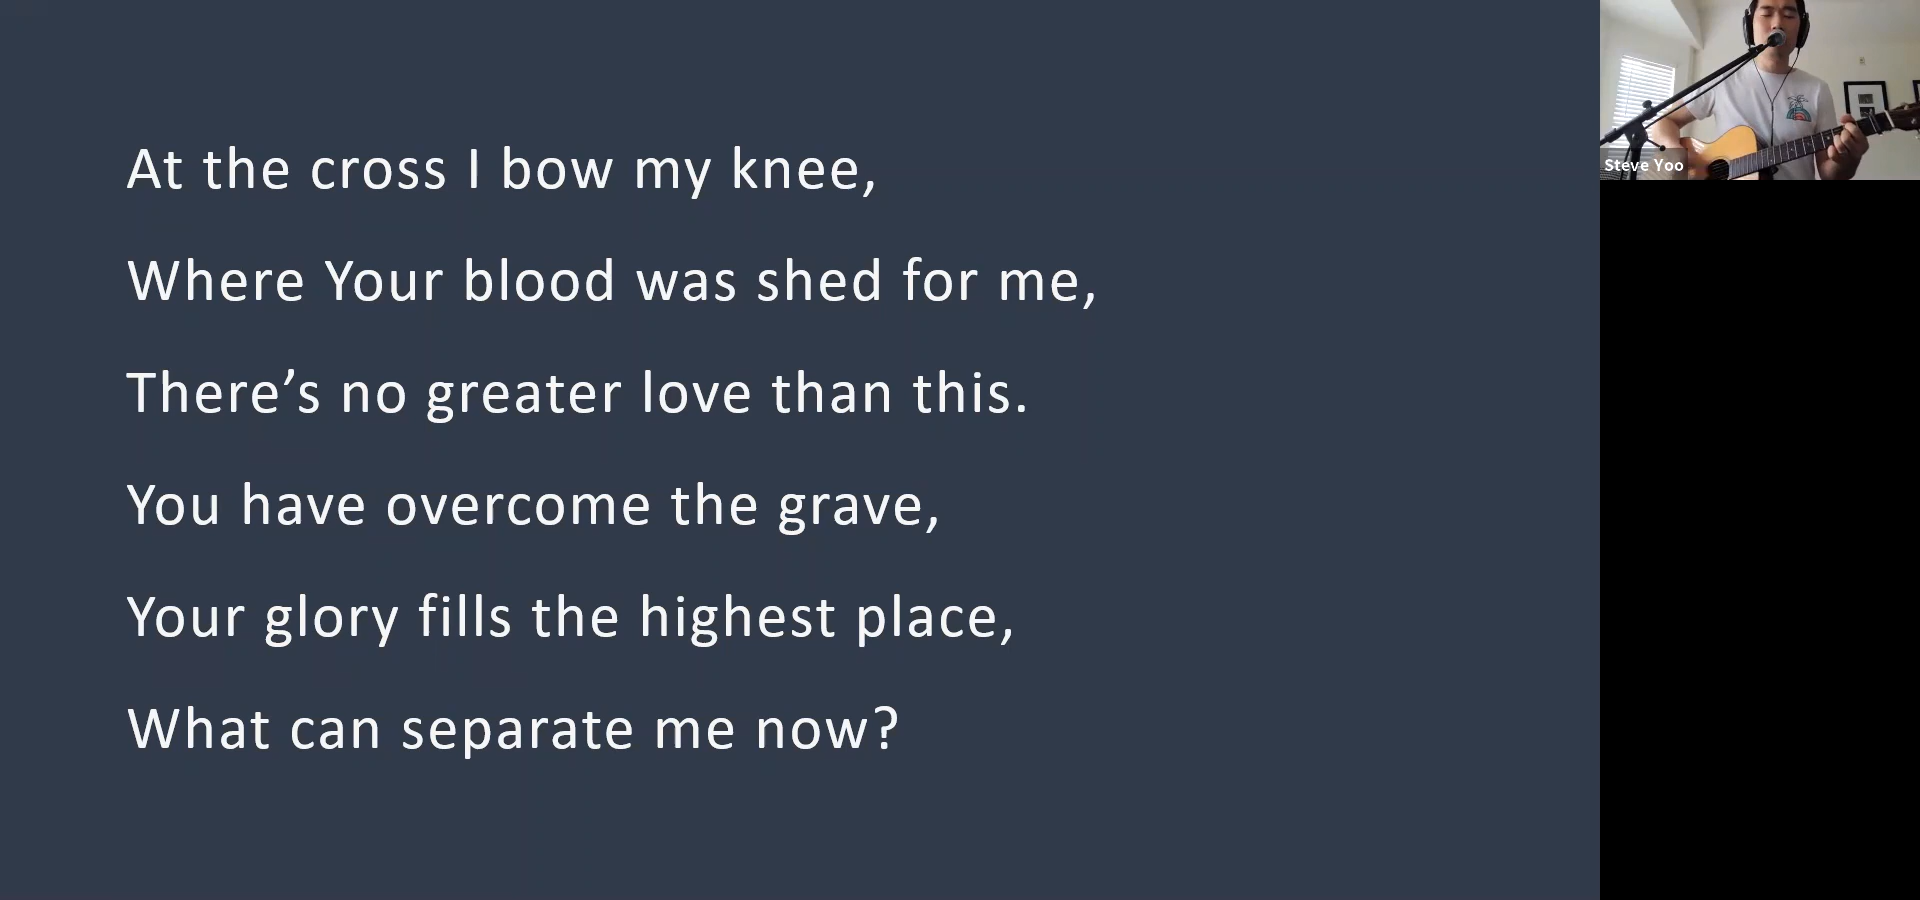 At the cross I bow my knee,
Where Your blood was shed for me,
There’s no greater love than this.
You have overcome the grave,
Your glory fills the highest place,
What can separate me now?
Steve Yoo